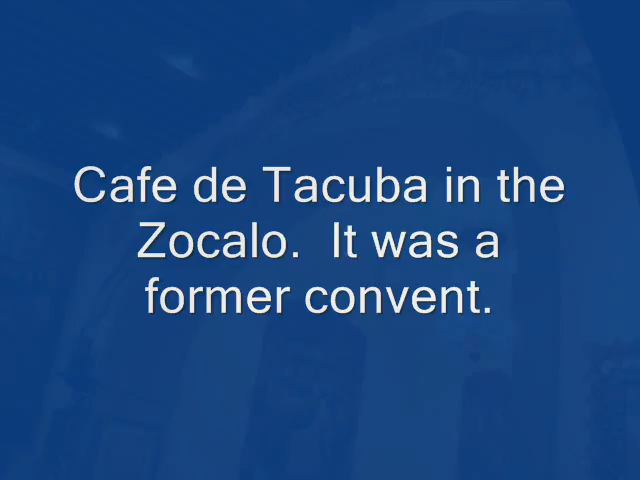 Cafe de Tacuba in the
Zocalo.  It was a
former convent.